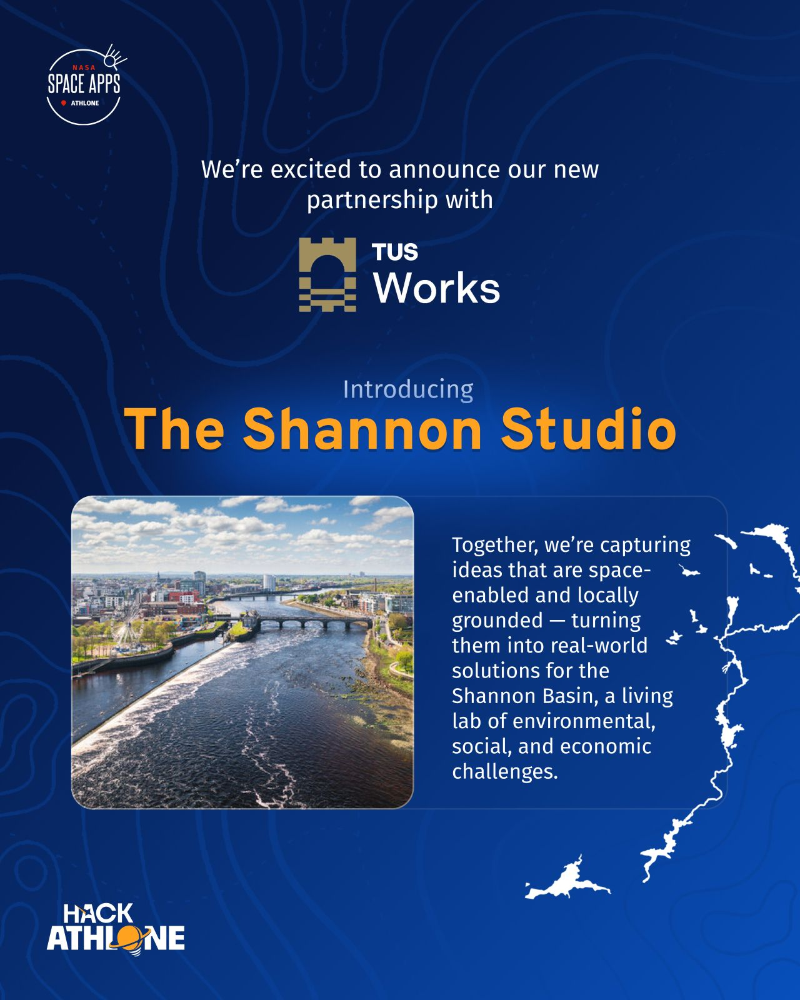 NASA
SPACE APPS
ATHLONE
We’re excited to announce our new
partnership with
TUS
Works
Introducing
The Shannon Studio
Together, we’re capturing
ideas that are space-
enabled and locally
grounded — turning
them into real-world
solutions for the
Shannon Basin, a living
lab of environmental,
social, and economic
challenges.
HACK
ATHLONE